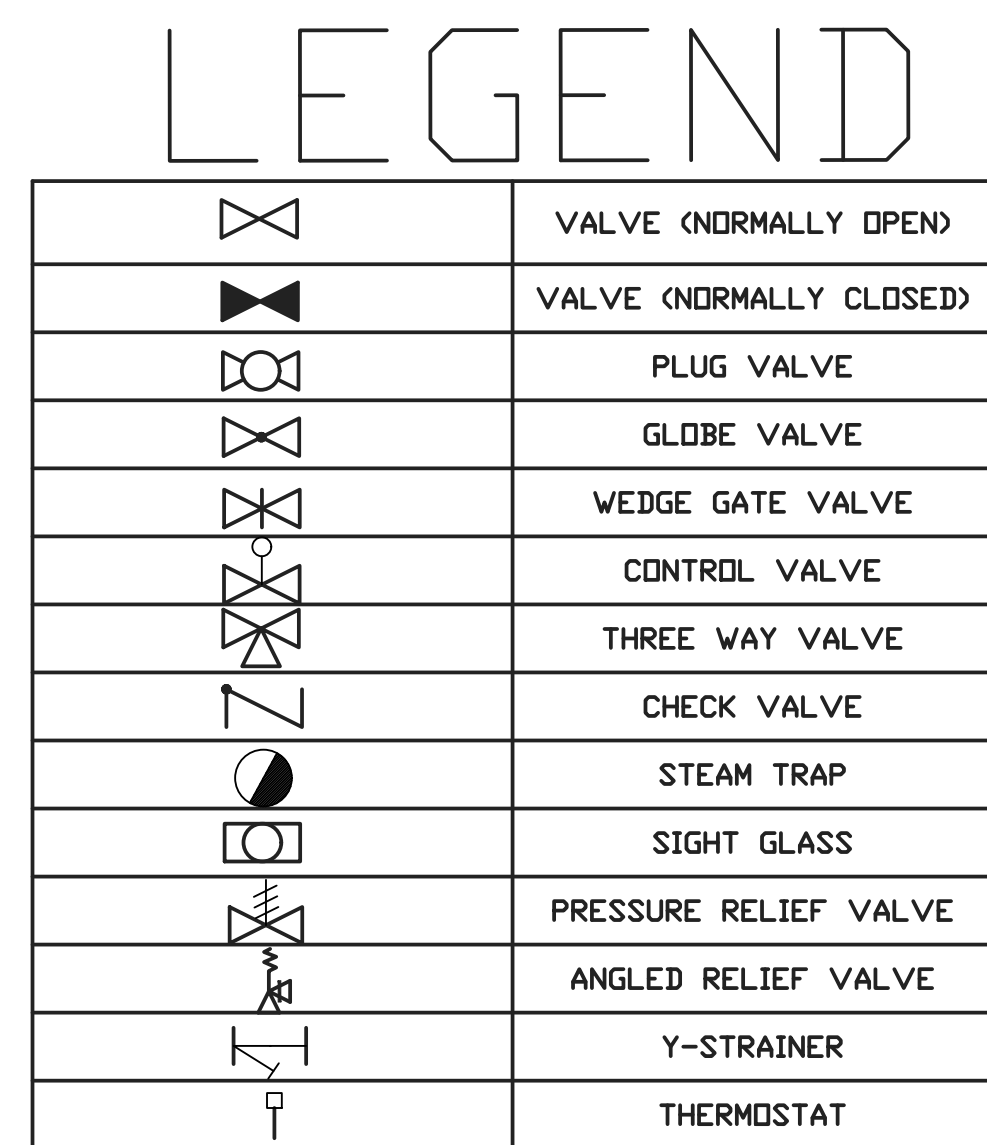 LEGEND
VALVE (NORMALLY OPEN)
VALVE (NORMALLY CLOSED)
PLUG VALVE
GLOBE VALVE
WEDGE GATE VALVE
CONTROL VALVE
THREE WAY VALVE
CHECK VALVE
STEAM TRAP
SIGHT GLASS
PRESSURE RELIEF VALVE
ANGLED RELIEF VALVE
Y-STRAINER
THERMOSTAT